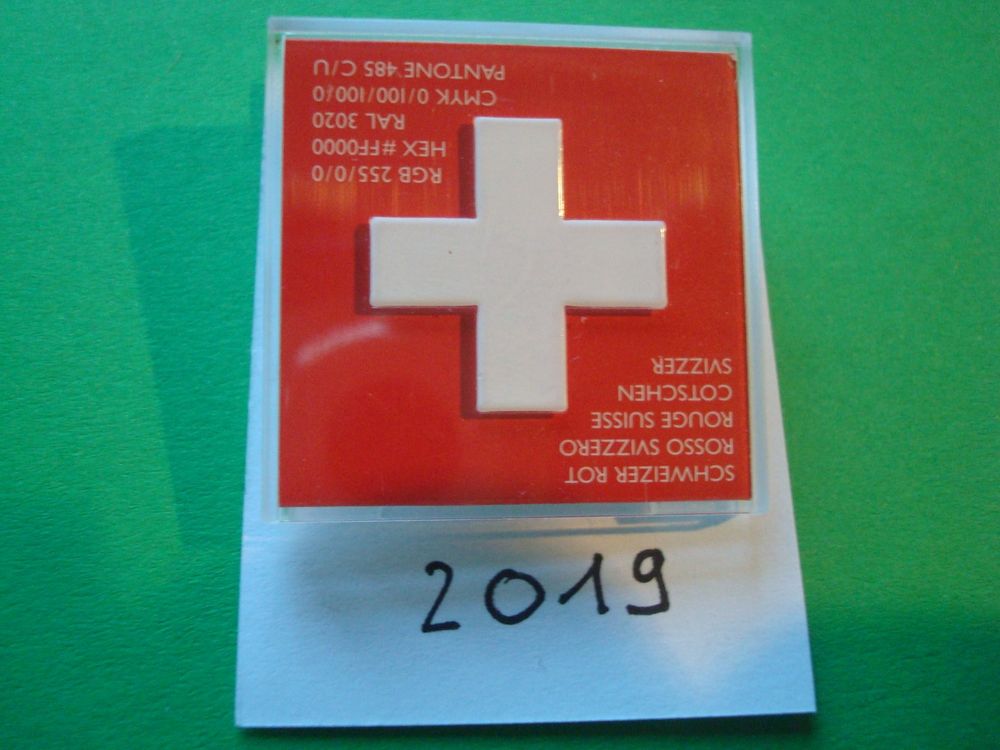 SCHWEIZER ROT
ROSSO SVIZZERO
ROUGE SUISSE
COTSCHEN
SVIZZER
RGB 255/0/0
HEX #FF0000
RAL 3020
CMYK 0/100/100/0
PANTONE 485 C/U
2019